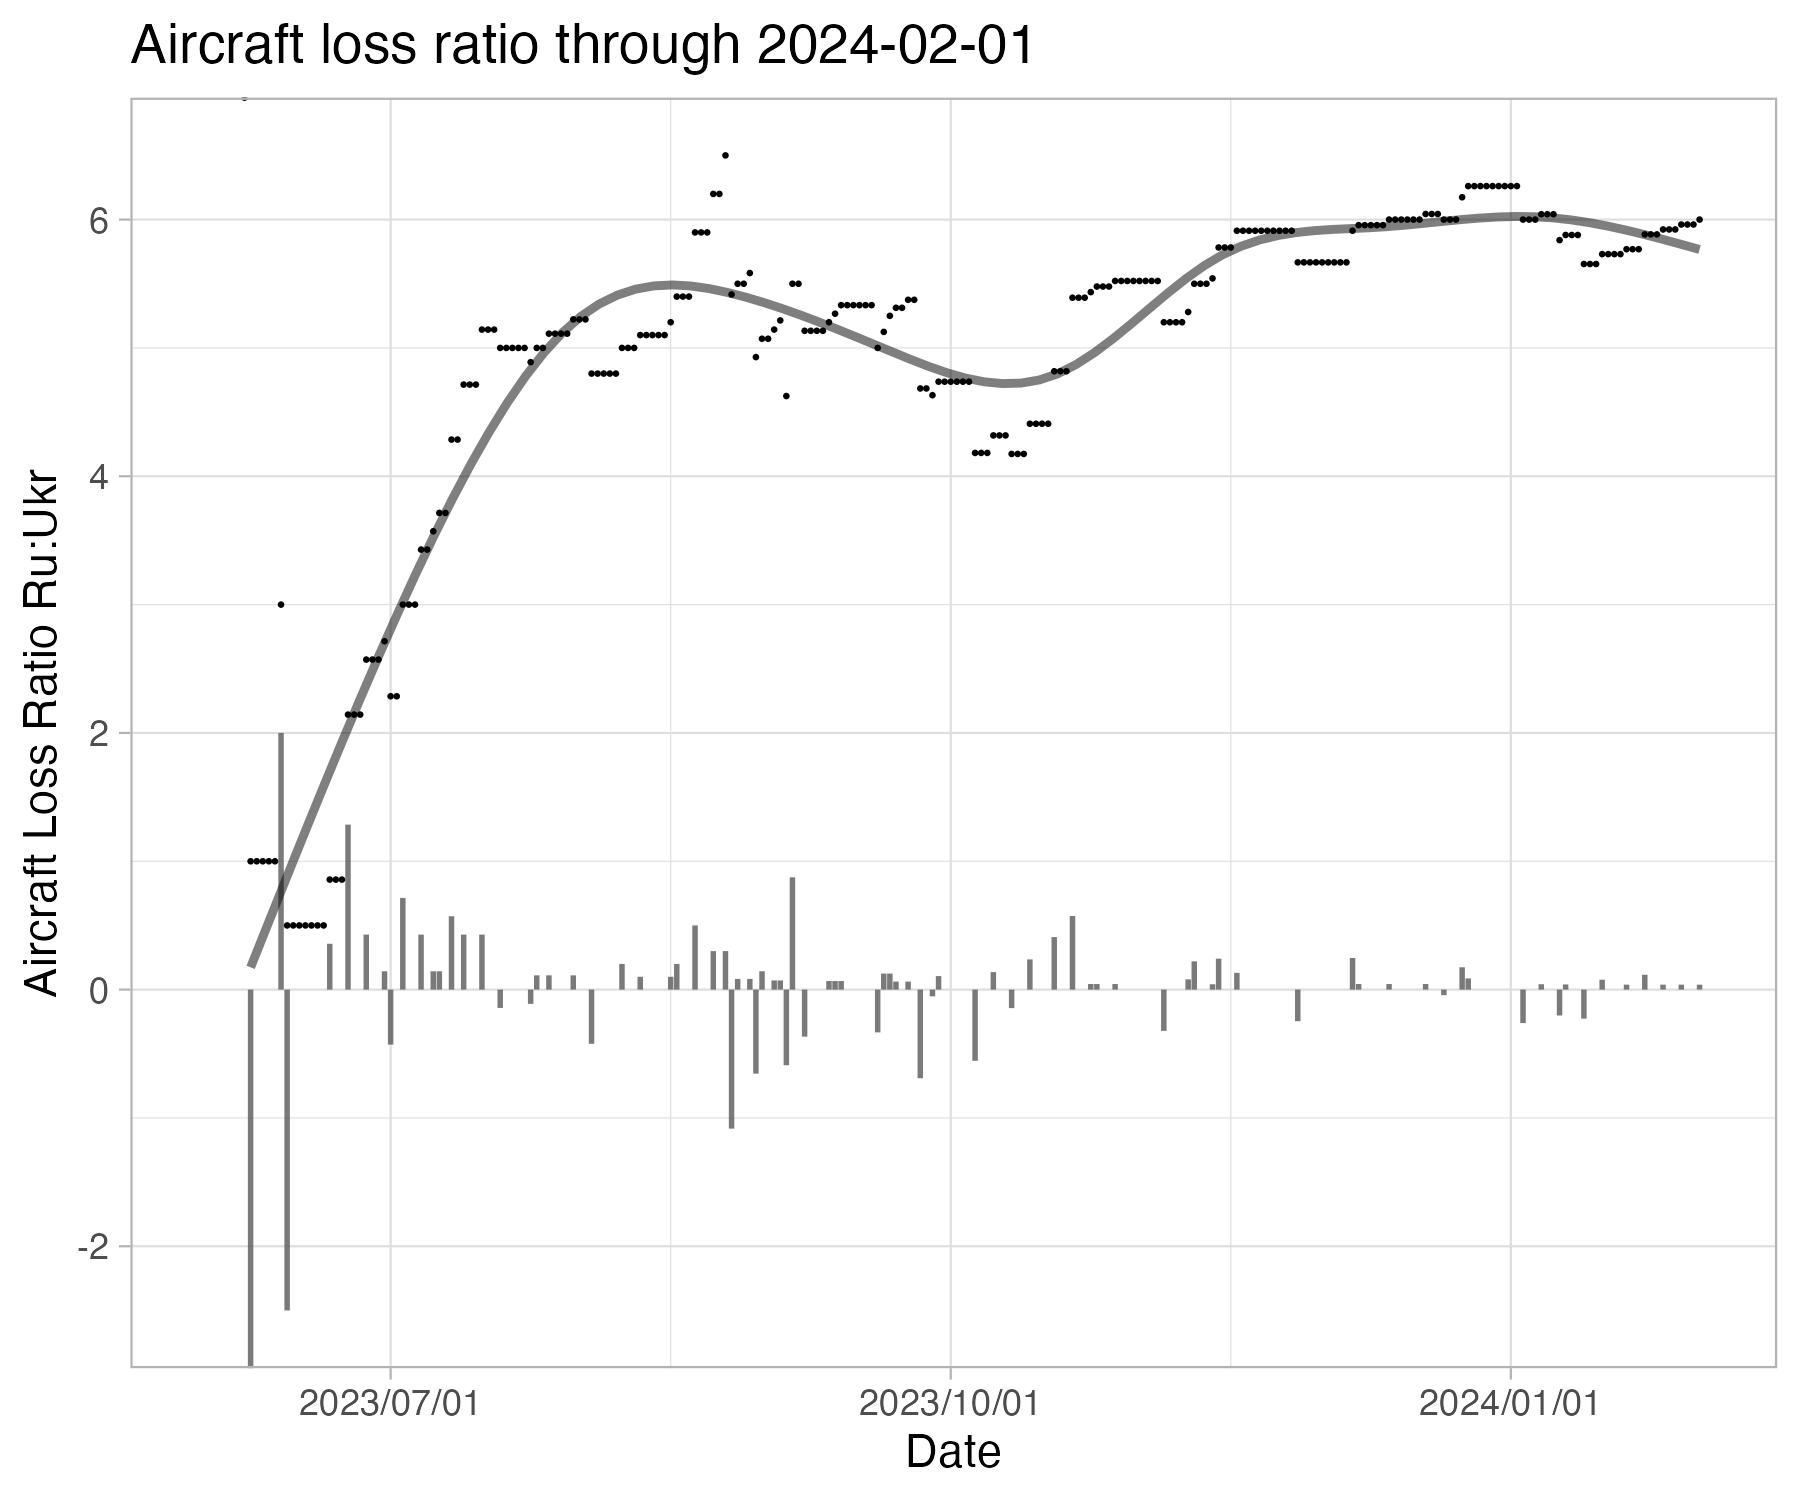 Aircraft loss ratio through 2024-02-01
Aircraft Loss Ratio Ru:Ukr
6
4
2
0
-2
2023/07/01
2023/10/01
2024/01/01
Date